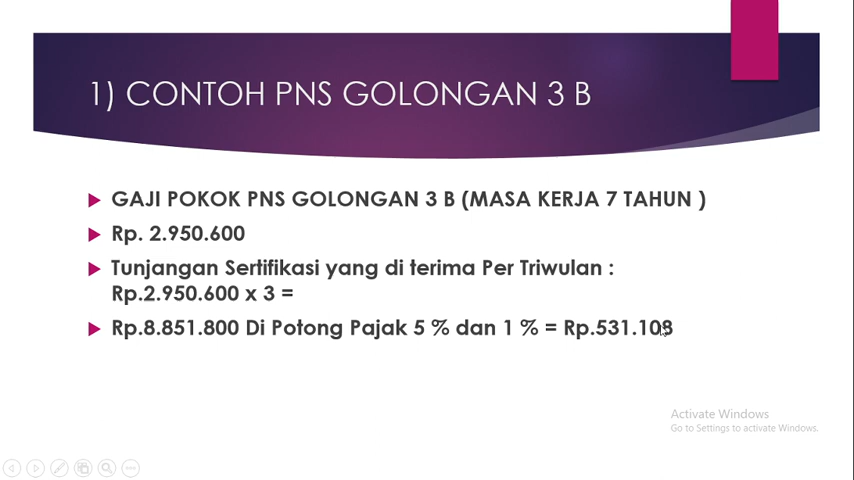 1) CONTOH PNS GOLONGAN 3 B
GAJI POKOK PNS GOLONGAN 3 B (MASA KERJA 7 TAHUN )
Rp. 2.950.600
Tunjangan Sertifikasi yang di terima Per Triwulan :
Rp.2.950.600 x 3 =
Rp.8.851.800 Di Potong Pajak 5 % dan 1 % = Rp.531.108
Activate Windows
Go to Settings to activate Windows.